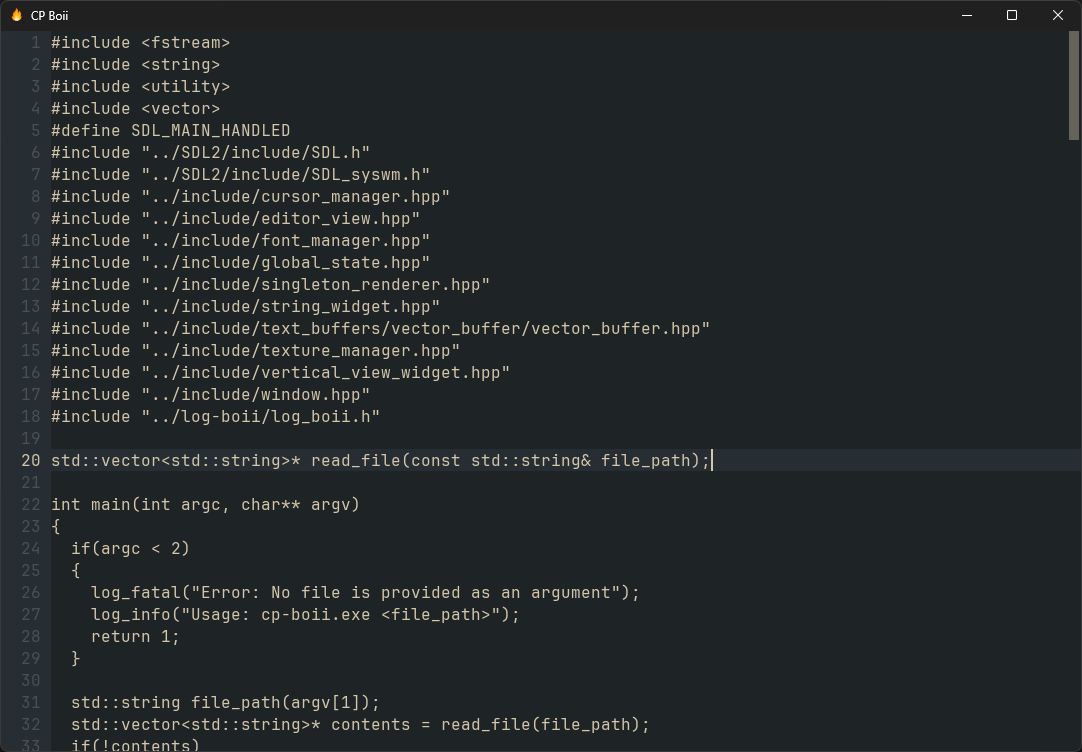 CP Boii
1 #include <fstream>
2 #include <string>
3 #include <utility>
4 #include <vector>
5 #define SDL_MAIN_HANDLED
6 #include "../SDL2/include/SDL.h"
7 #include "../SDL2/include/SDL_syswm.h"
8 #include "../include/cursor_manager.hpp"
9 #include "../include/editor_view.hpp"
10 #include "../include/font_manager.hpp"
11 #include "../include/global_state.hpp"
12 #include "../include/singleton_renderer.hpp"
13 #include "../include/string_widget.hpp"
14 #include "../include/text_buffers/vector_buffer/vector_buffer.hpp"
15 #include "../include/texture_manager.hpp"
16 #include "../include/vertical_view_widget.hpp"
17 #include "../include/window.hpp"
18 #include "../log-boii/log_boii.h"
19
20 std::vector<std::string>* read_file(const std::string& file_path);
21
22 int main(int argc, char** argv)
23 {
24   if(argc < 2)
25   {
26     log_fatal("Error: No file is provided as an argument");
27     log_info("Usage: cp-boii.exe <file_path>");
28     return 1;
29   }
30
31   std::string file_path(argv[1]);
32   std::vector<std::string>* contents = read_file(file_path);
33   if(!contents)